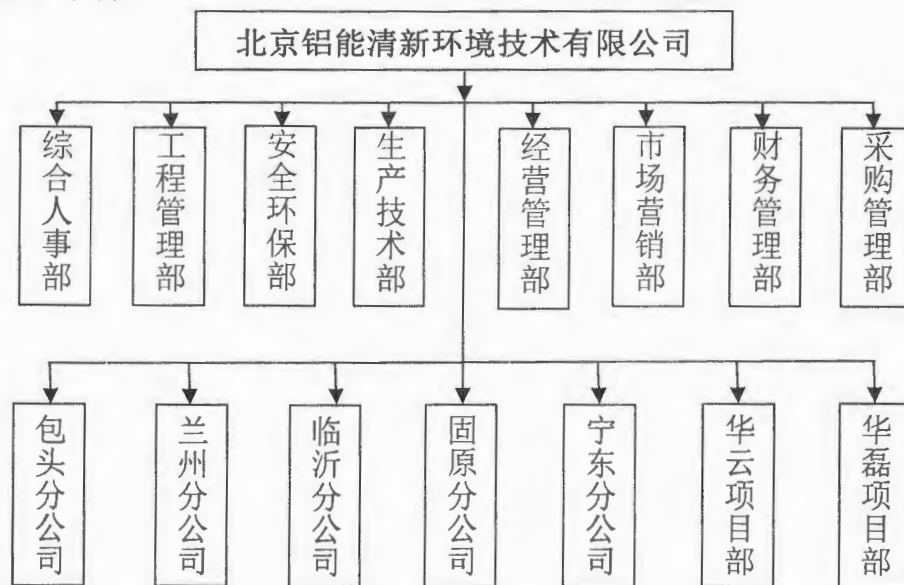 北京铝能清新环境技术有限公司
综合人事部
工程管理部
安全环保部
生产技术部
经营管理部
市场营销部
财务管理部
采购管理部
包头分公司
兰州分公司
临沂分公司
固原分公司
宁东分公司
华云项目部
华磊项目部